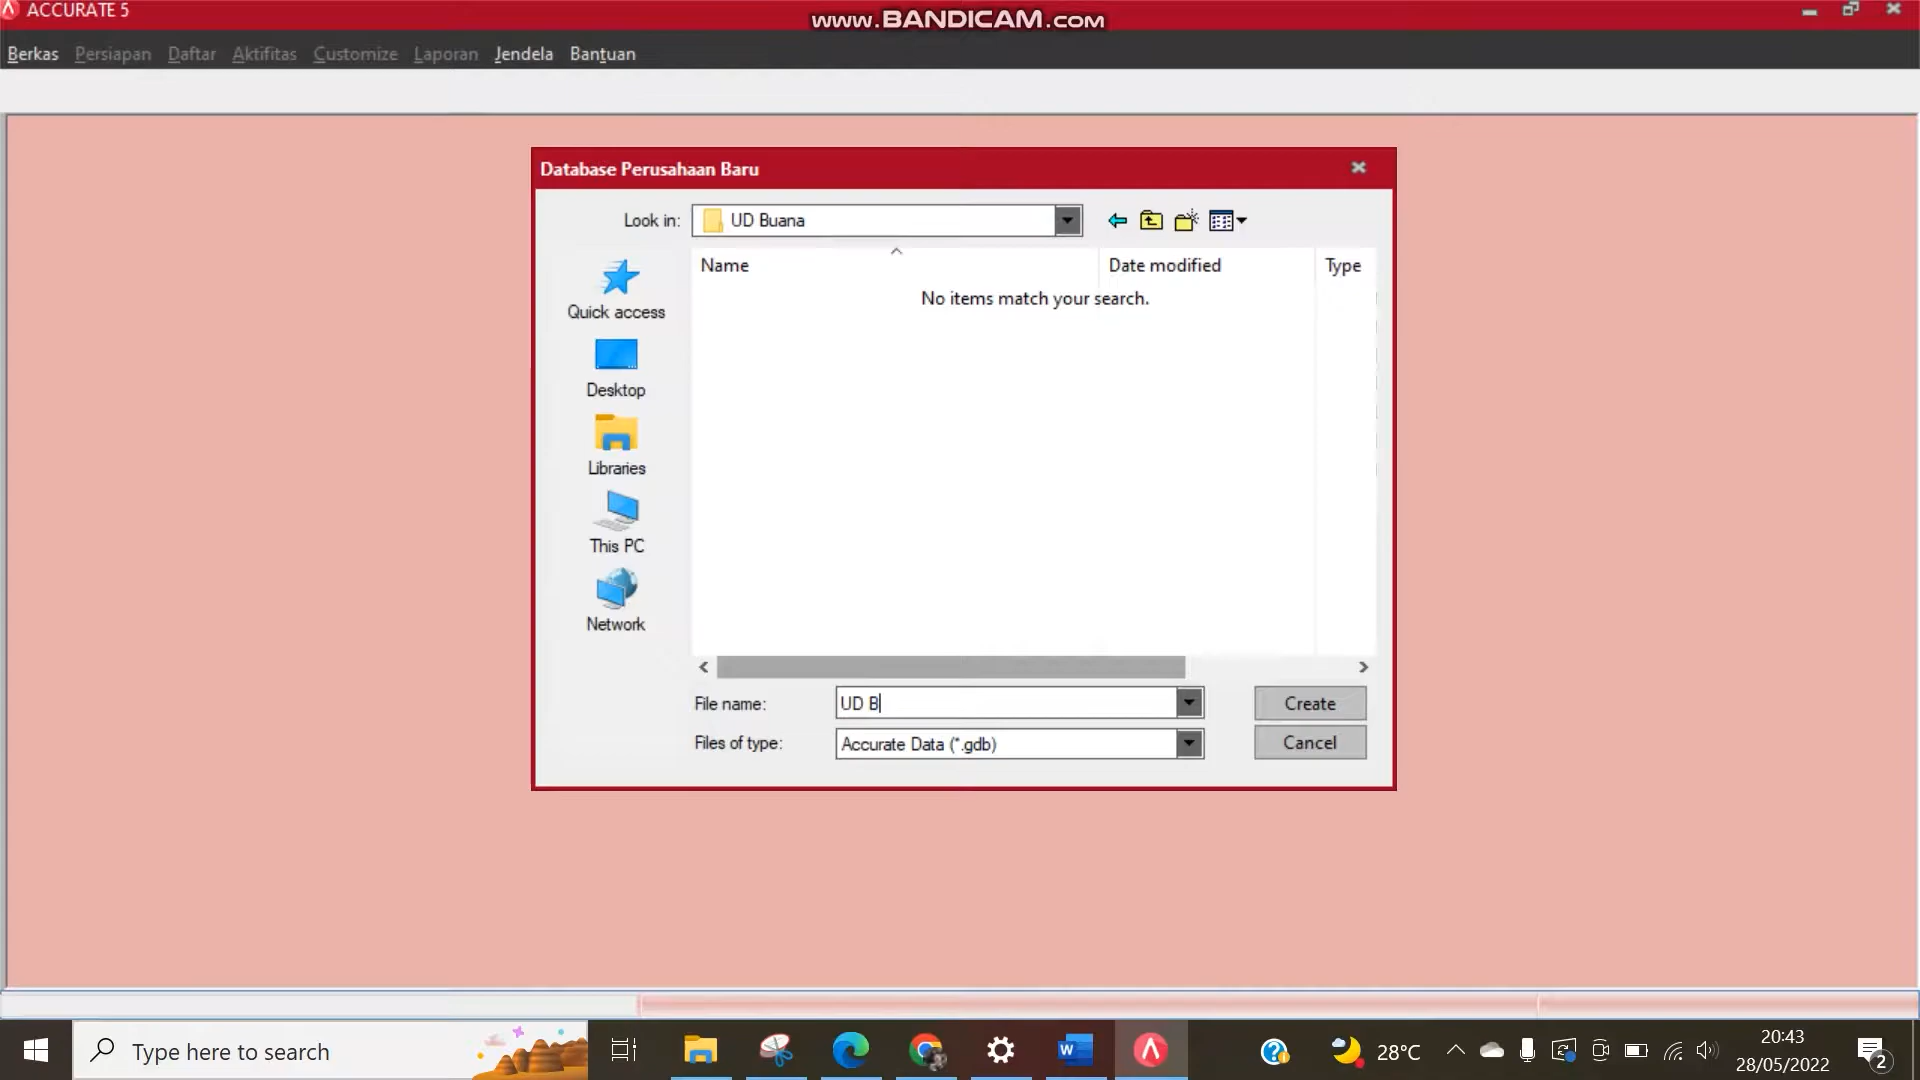 ACCURATE 5
www.BANDICAM.com
Berkas Persiapan Daftar Aktifitas Customize Laporan Jendela Bantuan
Database Perusahaan Baru
Look in: UD Buana
Name Date modified Type
No items match your search.
Quick access
Desktop
Libraries
This PC
Network
File name: UD B
Create
Files of type: Accurate Data (*.gdb)
Cancel
Type here to search
28°C
20:43
28/05/2022
2